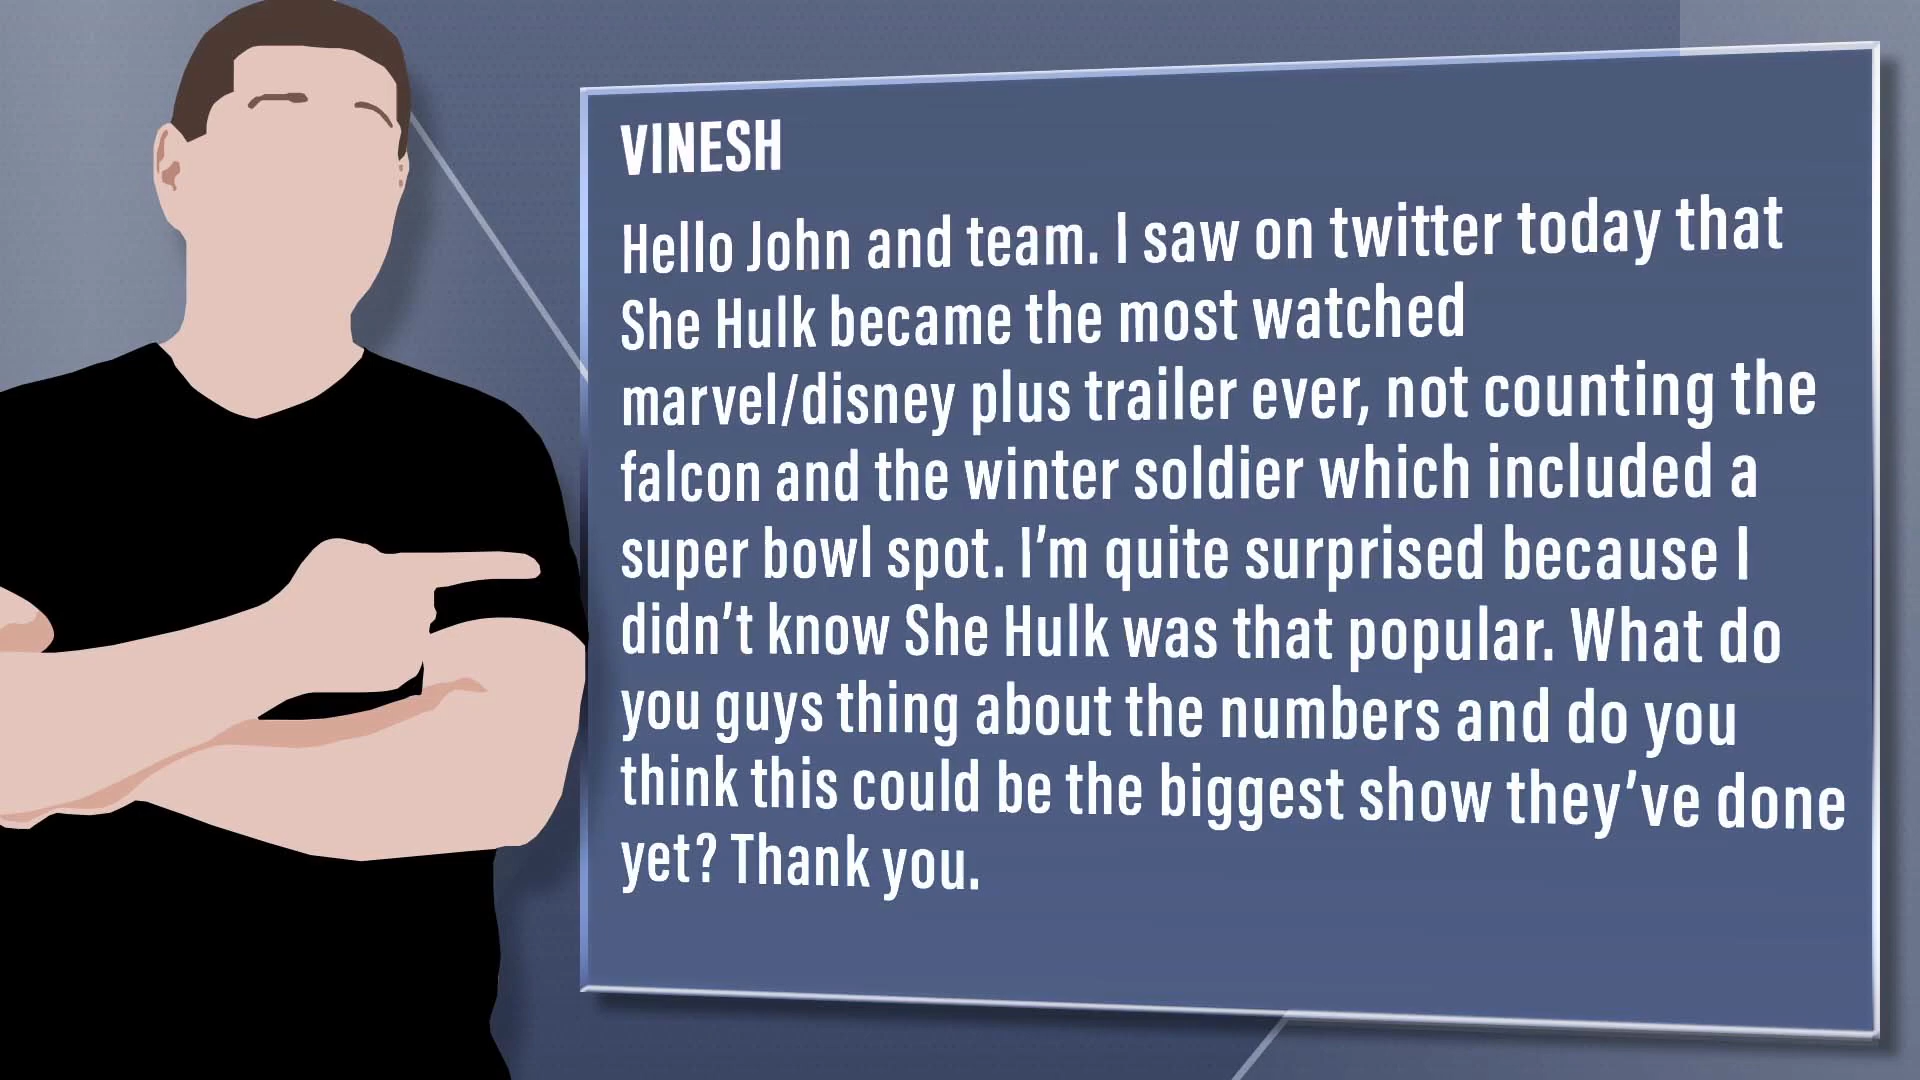 VINESH
Hello John and team. I saw on twitter today that
She Hulk became the most watched
marvel/disney plus trailer ever, not counting the
falcon and the winter soldier which included a
super bowl spot. I'm quite surprised because I
didn't know She Hulk was that popular. What do
you guys thing about the numbers and do you
think this could be the biggest show they've done
yet? Thank you.